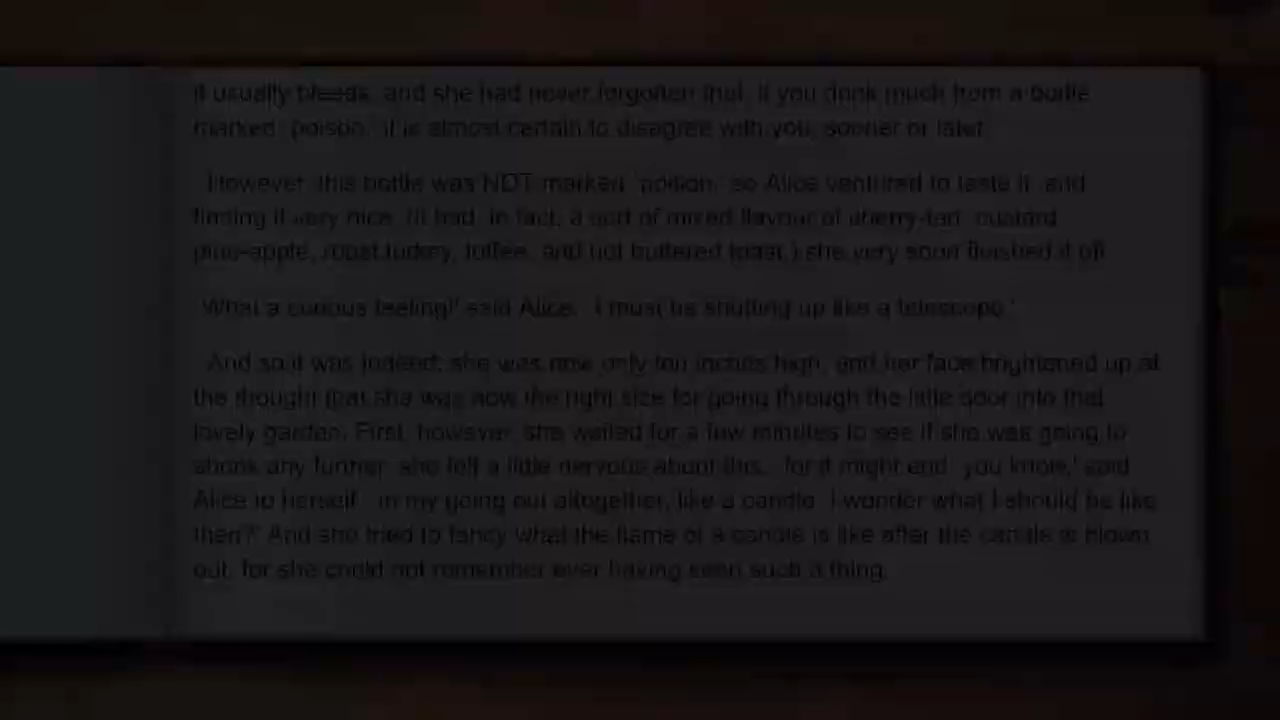 it usually bleeds; and she had never forgotten that, if you drink much from a bottle
marked 'poison,' it is almost certain to disagree with you, sooner or later.
However, this bottle was NOT marked 'poison,' so Alice ventured to taste it, and
finding it very nice, (it had, in fact, a sort of mixed flavour of cherry-tart, custard,
pine-apple, roast turkey, toffee, and hot buttered toast,) she very soon finished it off.
'What a curious feeling!' said Alice; 'I must be shutting up like a telescope.'
And so it was indeed: she was now only ten inches high, and her face brightened up at
the thought that she was now the right size for going through the little door into that
lovely garden. First, however, she waited for a few minutes to see if she was going to
shrink any further: she felt a little nervous about this; 'for it might end, you know,' said
Alice to herself, 'in my going out altogether, like a candle. I wonder what I should be like
then?' And she tried to fancy what the flame of a candle is like after the candle is blown
out, for she could not remember ever having seen such a thing.